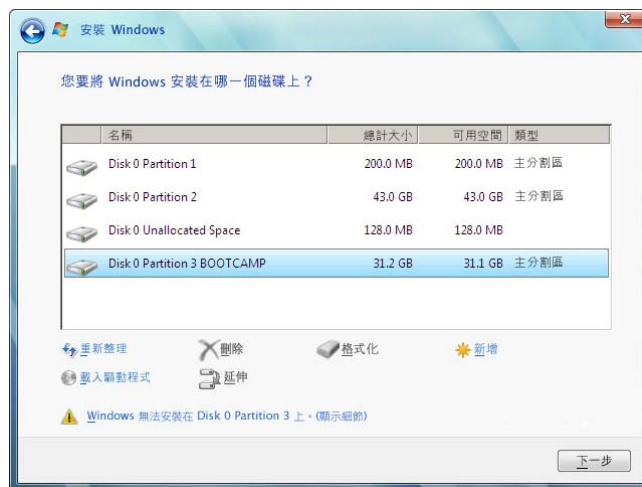 安裝 Windows
您要將 Windows 安裝在哪一個磁碟上？
名稱 總計大小 可用空間 類型
Disk 0 Partition 1 200.0 MB 200.0 MB 主分割區
Disk 0 Partition 2 43.0 GB 43.0 GB 主分割區
Disk 0 Unallocated Space 128.0 MB 128.0 MB
Disk 0 Partition 3 BOOTCAMP 31.2 GB 31.1 GB 主分割區
重新整理 刪除 格式化 新增
載入驅動程式 延伸
Windows 無法安裝在 Disk 0 Partition 3 上。(顯示細節)
下一步